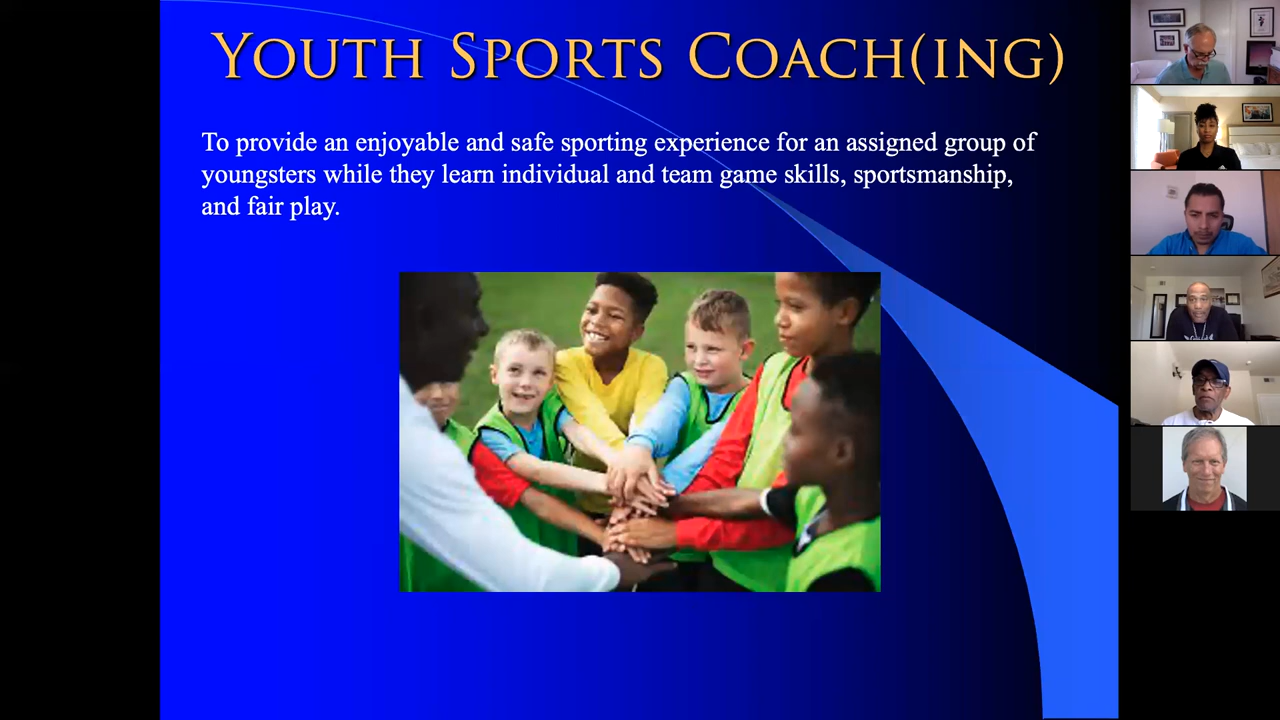 YOUTH SPORTS COACH(ING)
To provide an enjoyable and safe sporting experience for an assigned group of
youngsters while they learn individual and team game skills, sportsmanship,
and fair play.